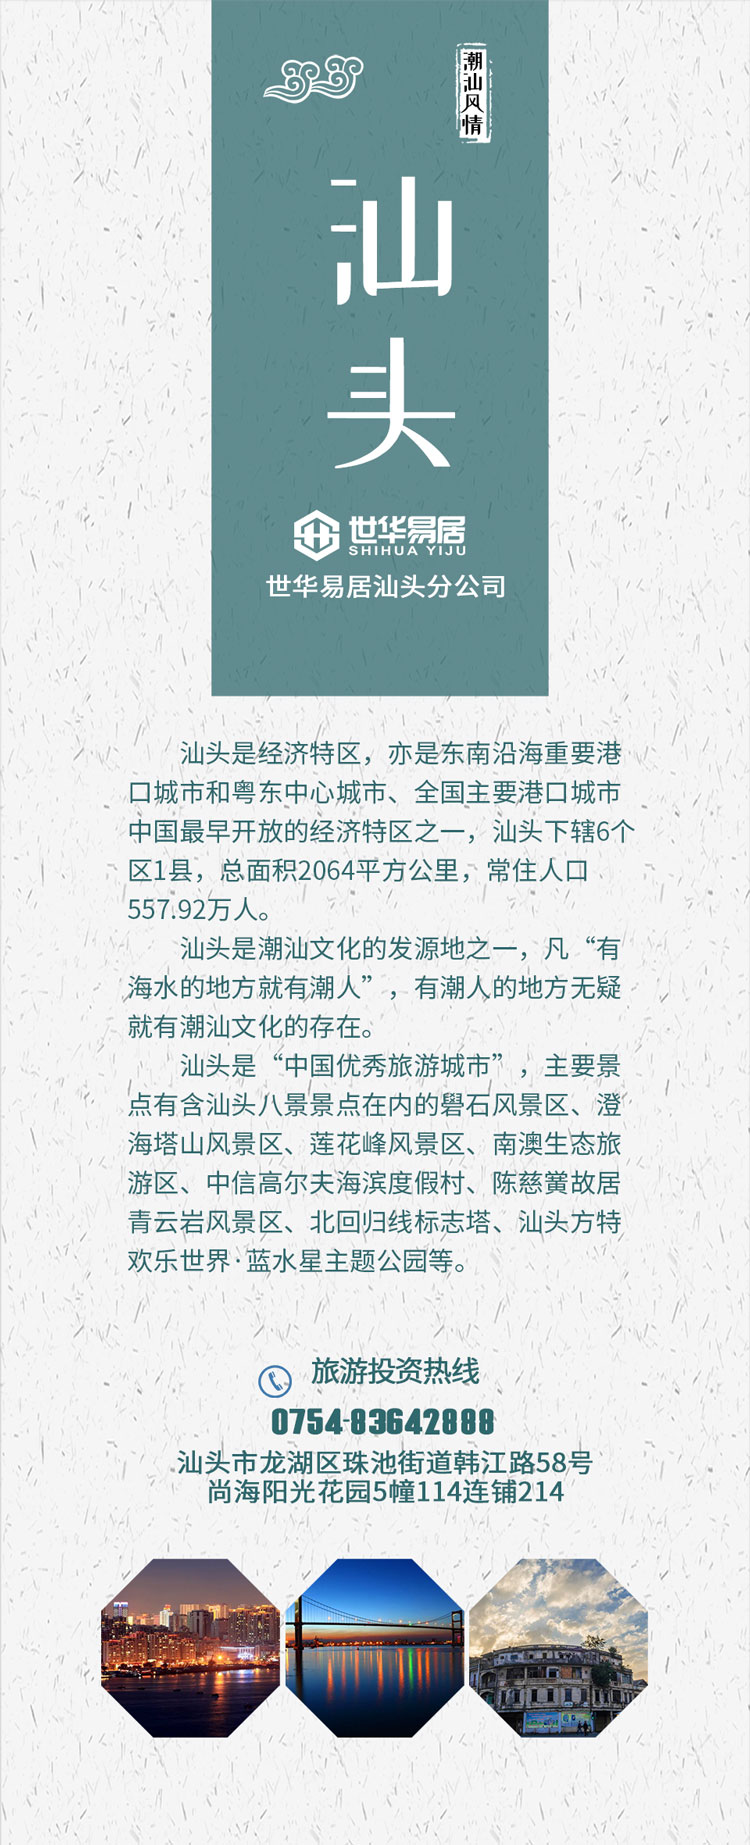 潮汕风情
汕头
世华易居
SHIHUA YIJU
世华易居汕头分公司
汕头是经济特区，亦是东南沿海重要港
口城市和粤东中心城市、全国主要港口城市
中国最早开放的经济特区之一，汕头下辖6个
区1县，总面积2064平方公里，常住人口
557.92万人。
汕头是潮汕文化的发源地之一，凡“有
海水的地方就有潮人”，有潮人的地方无疑
就有潮汕文化的存在。
汕头是“中国优秀旅游城市”，主要景
点有含汕头八景景点在内的礐石风景区、澄
海塔山风景区、莲花峰风景区、南澳生态旅
游区、中信高尔夫海滨度假村、陈慈黉故居
青云岩风景区、北回归线标志塔、汕头方特
欢乐世界·蓝水星主题公园等。
旅游投资热线
0754-83642888
汕头市龙湖区珠池街道韩江路58号
尚海阳光花园5幢114连铺214